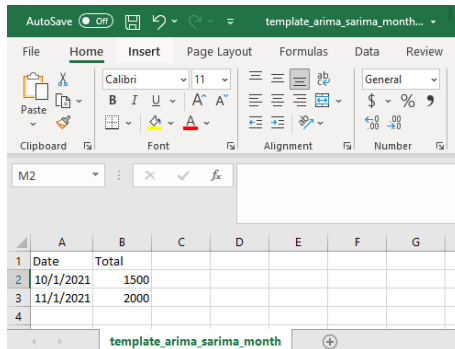 AutoSave Off template_arima_sarima_month...
File Home Insert Page Layout Formulas Data Review
Paste
Calibri 11 A A
B I U A
ab
General
$ % 9
.00 .00
Clipboard Font Alignment Number
M2 fx
A B C D E F G
1 Date Total
2 10/1/2021 1500
3 11/1/2021 2000
4
template_arima_sarima_month